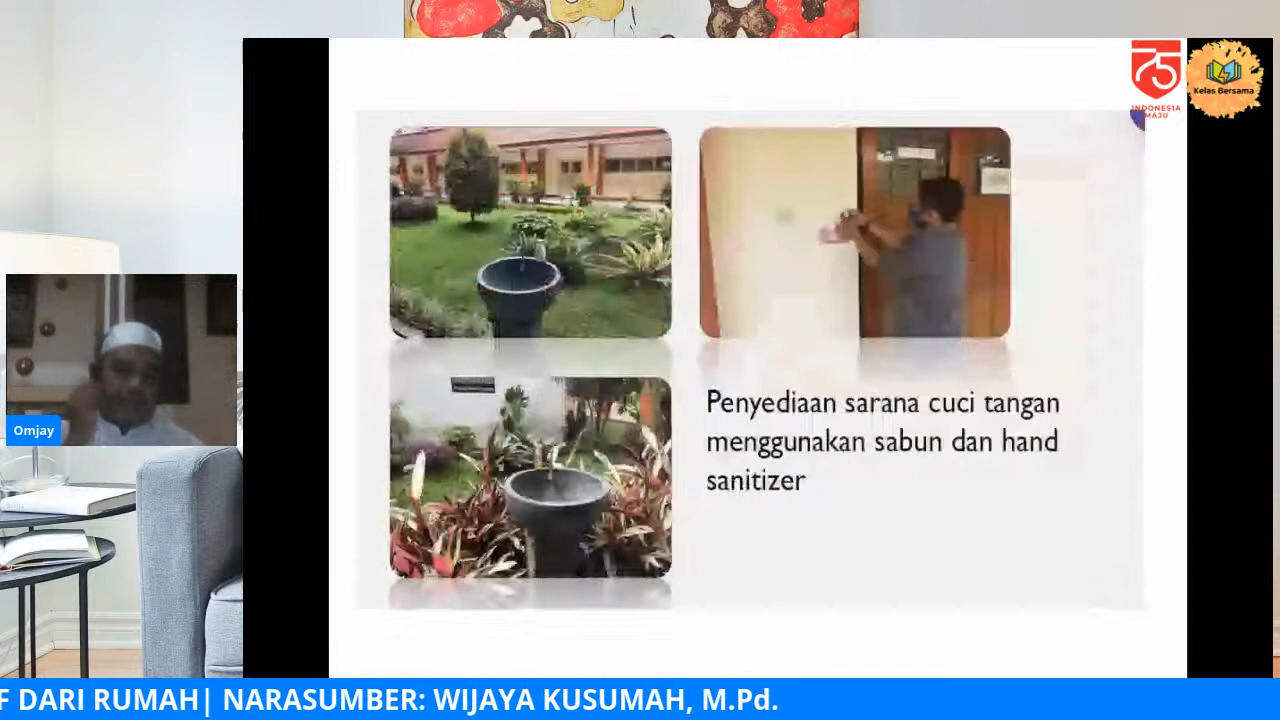 75
INDONESIA
MAJU
Kelas Bersama
Penyediaan sarana cuci tangan
menggunakan sabun dan hand
sanitizer
Omjay
F DARI RUMAH| NARASUMBER: WIJAYA KUSUMAH, M.Pd.